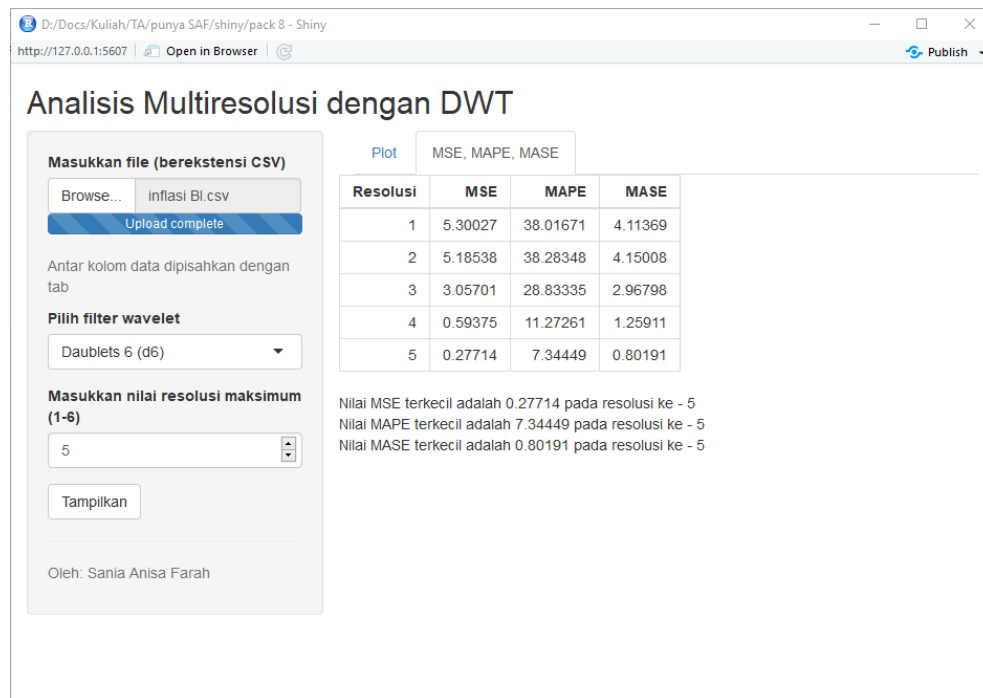 D:/Docs/Kuliah/TA/punya SAF/shiny/pack 8 - Shiny
http://127.0.0.1:5607 Open in Browser Publish
Analisis Multiresolusi dengan DWT
Masukkan file (berekstensi CSV)
Browse... inflasi BI.csv
Upload complete
Antar kolom data dipisahkan dengan
tab
Pilih filter wavelet
Daublets 6 (d6)
Masukkan nilai resolusi maksimum
(1-6)
5
Tampilkan
Oleh: Sania Anisa Farah
Plot MSE, MAPE, MASE
Resolusi MSE MAPE MASE
1 5.30027 38.01671 4.11369
2 5.18538 38.28348 4.15008
3 3.05701 28.83335 2.96798
4 0.59375 11.27261 1.25911
5 0.27714 7.34449 0.80191
Nilai MSE terkecil adalah 0.27714 pada resolusi ke - 5
Nilai MAPE terkecil adalah 7.34449 pada resolusi ke - 5
Nilai MASE terkecil adalah 0.80191 pada resolusi ke - 5